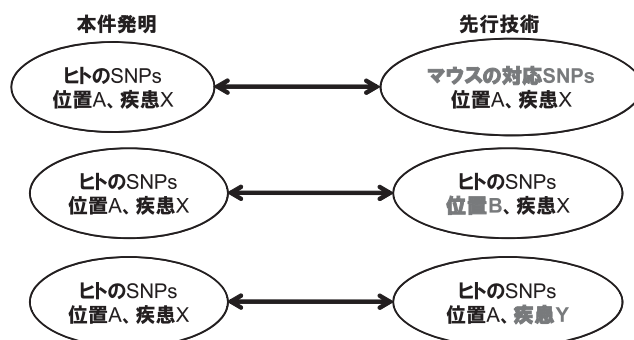 本件発明
先行技術
ヒトのSNPs
位置A、疾患X
マウスの対応SNPs
位置A、疾患X
ヒトのSNPs
位置A、疾患X
ヒトのSNPs
位置B、疾患X
ヒトのSNPs
位置A、疾患X
ヒトのSNPs
位置A、疾患Y